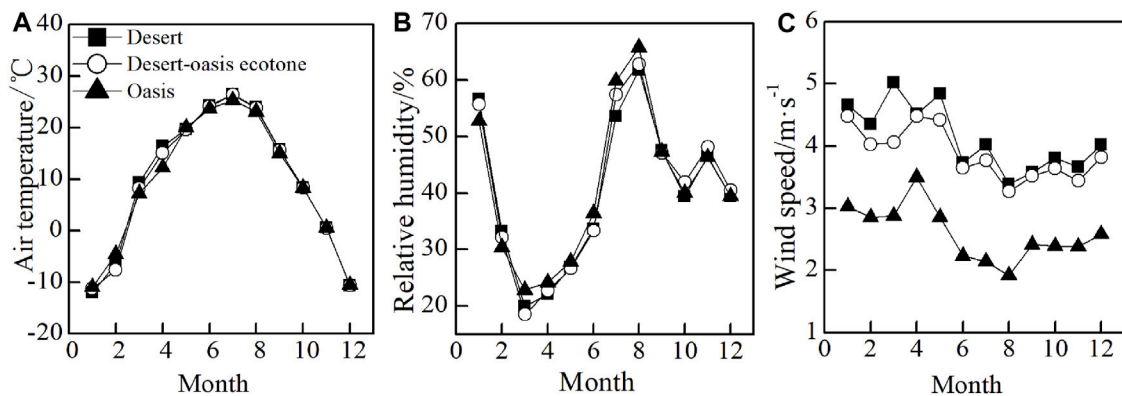 A
Air temperature/℃
40
30
20
10
0
-10
-20
Desert
Desert-oasis ecotone
Oasis
0 2 4 6 8 10 12
Month
B
Relative humidity/%
70
60
50
40
30
20
0 2 4 6 8 10 12
Month
C
Wind speed/m·s⁻¹
6
5
4
3
2
1
0 2 4 6 8 10 12
Month